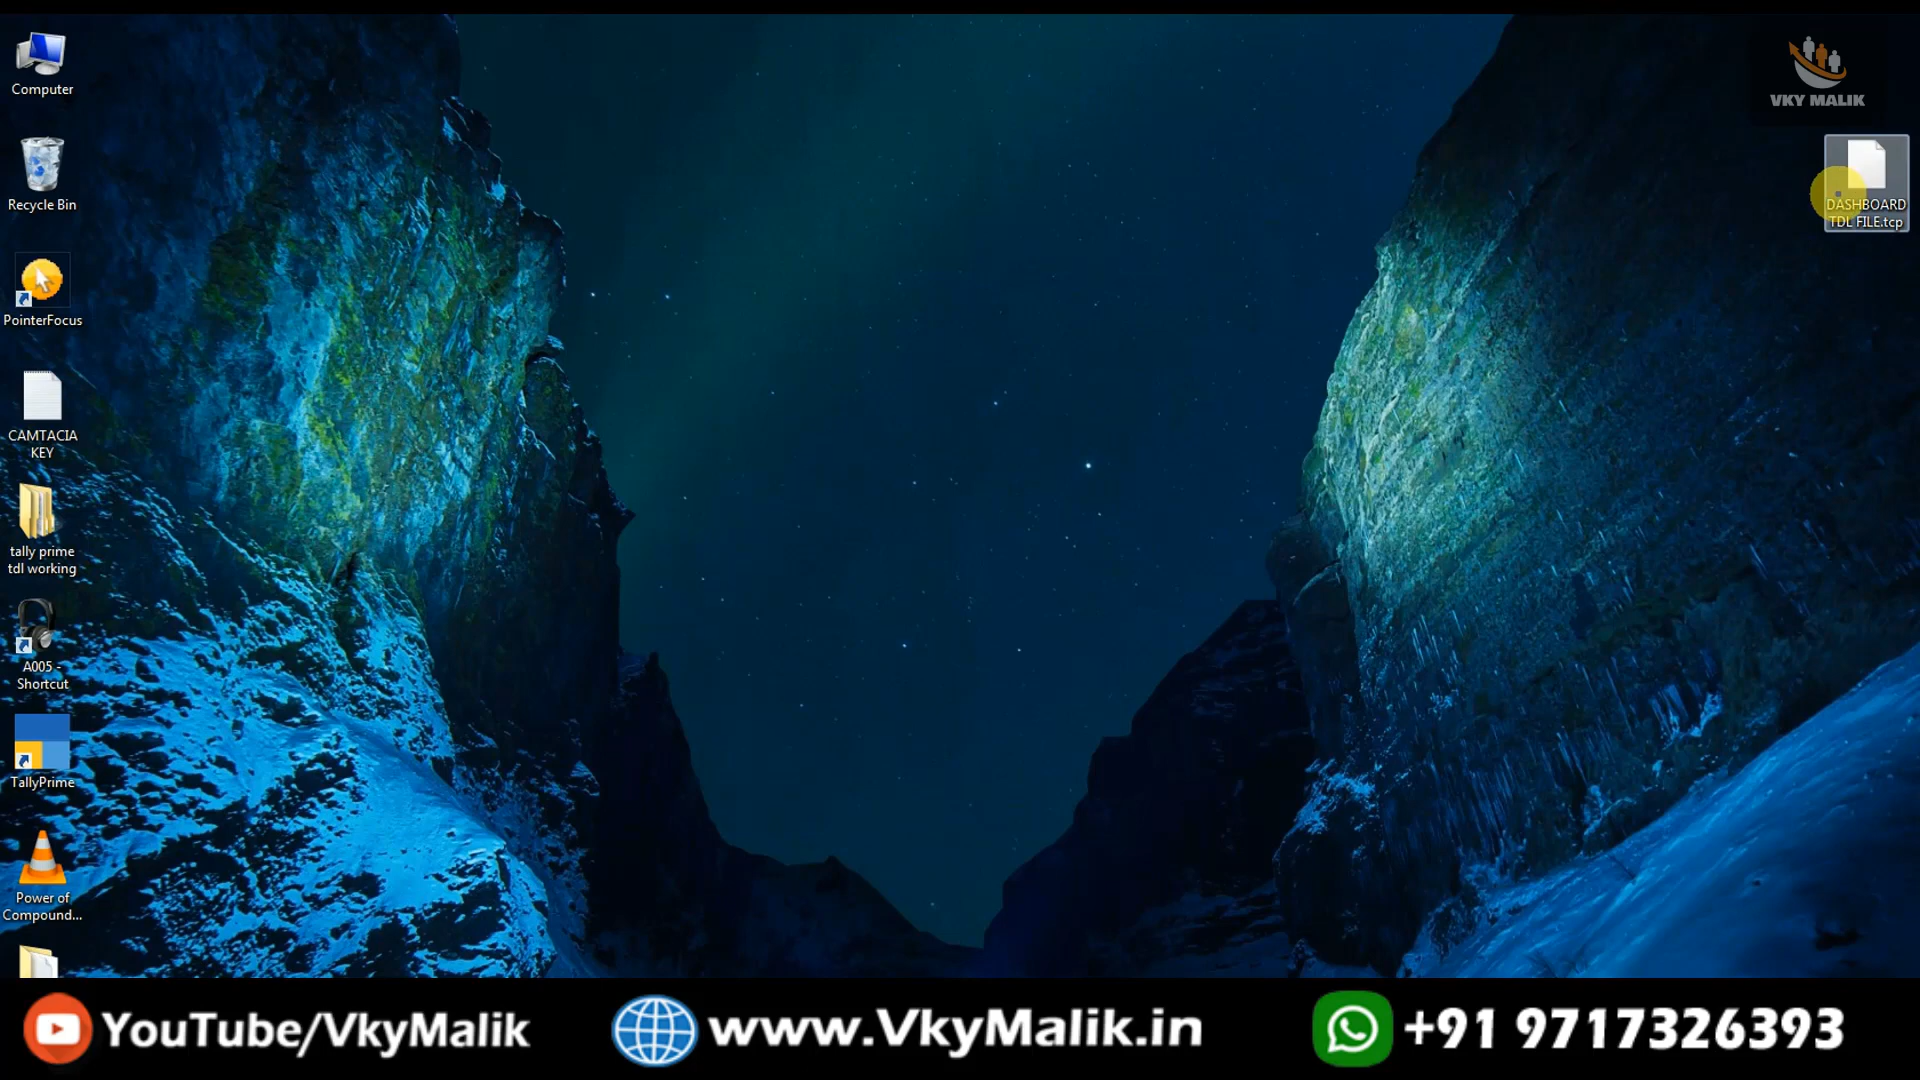 Computer
Recycle Bin
PointerFocus
CAMTACIA
KEY
tally prime
tdl working
A005 -
Shortcut
TallyPrime
Power of
Compound...
VKY MALIK
DASHBOARD
TDL FILE.tcp
YouTube/VkyMalik
www.VkyMalik.in
+91 9717326393